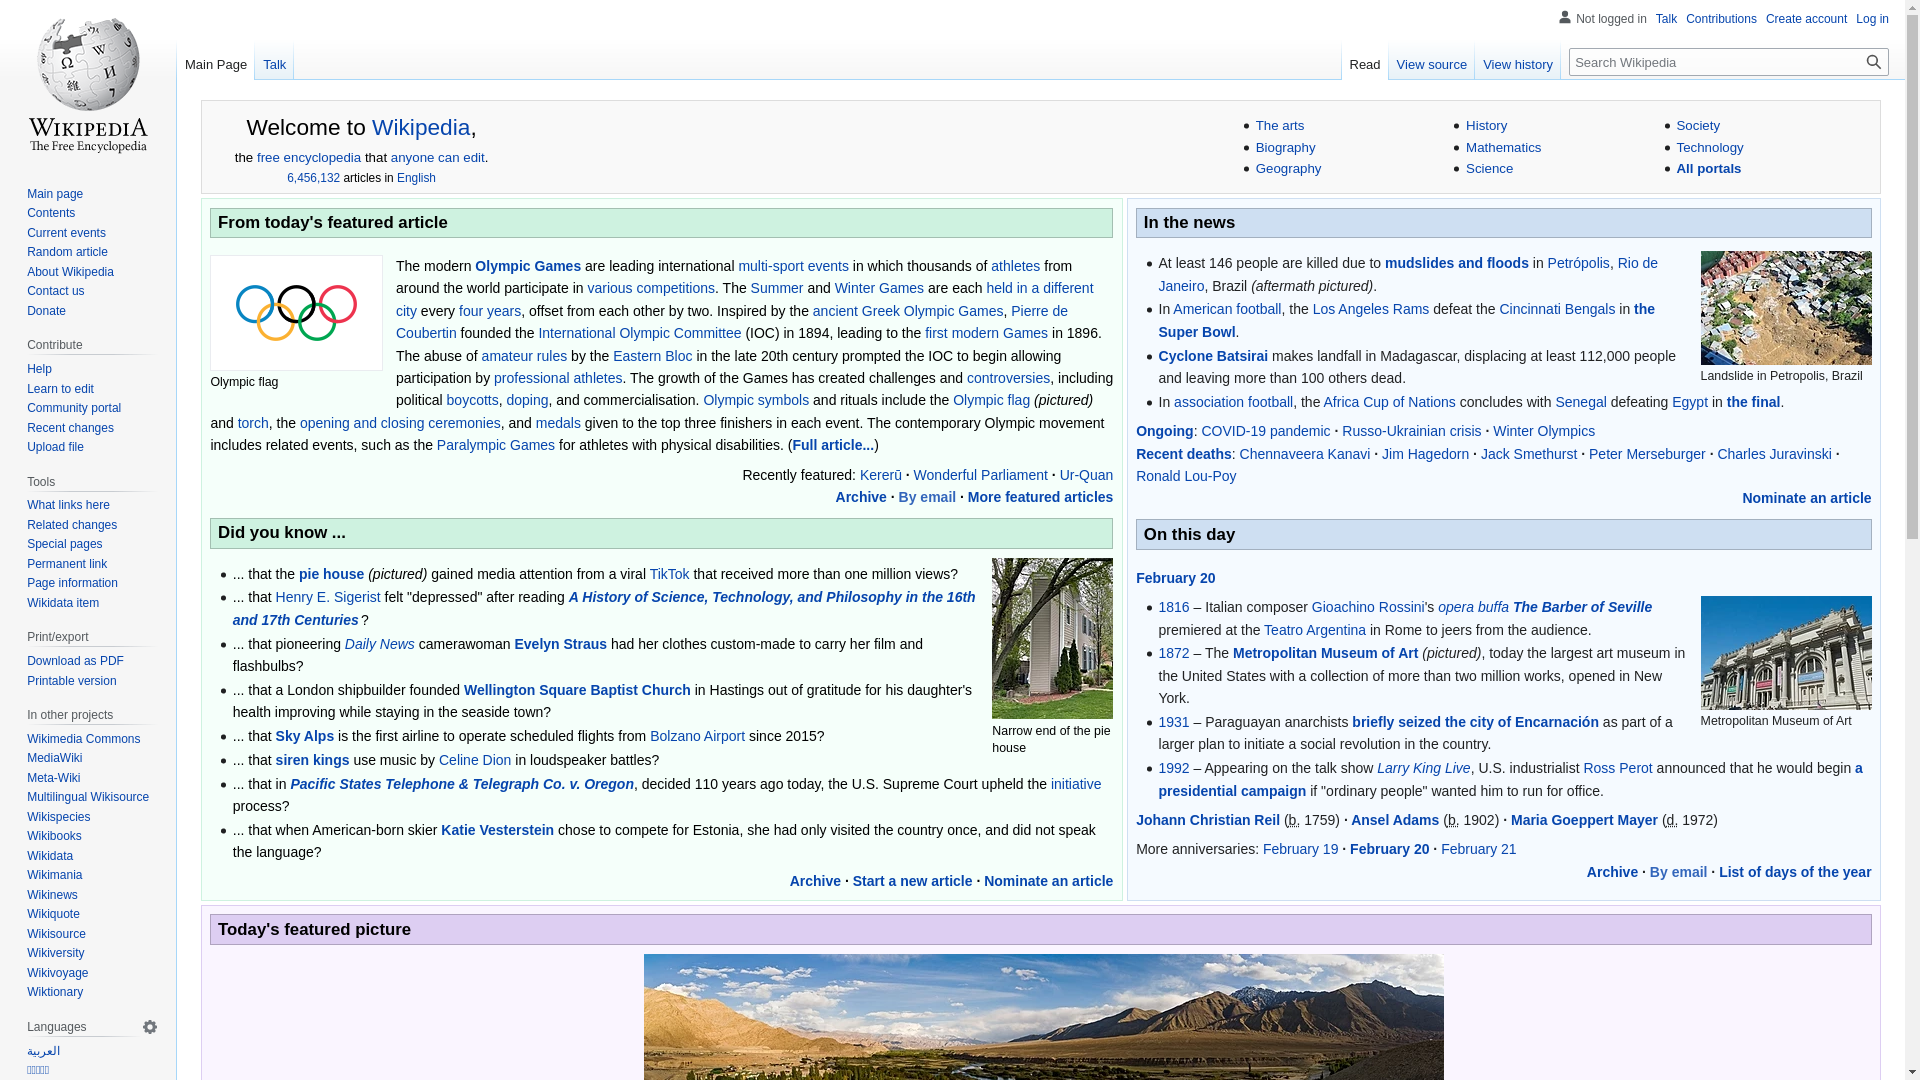 WIKIPEDIA
The Free Encyclopedia
Main page
Contents
Current events
Random article
About Wikipedia
Contact us
Donate
Contribute
Help
Learn to edit
Community portal
Recent changes
Upload file
Tools
What links here
Related changes
Special pages
Permanent link
Page information
Wikidata item
Print/export
Download as PDF
Printable version
In other projects
Wikimedia Commons
MediaWiki
Meta-Wiki
Multilingual Wikisource
Wikispecies
Wikibooks
Wikidata
Wikimania
Wikinews
Wikiquote
Wikisource
Wikiversity
Wikivoyage
Wiktionary
Languages
العربية
Not logged in Talk Contributions Create account Log in
Main Page Talk
Read View source View history Search Wikipedia
Welcome to Wikipedia,
the free encyclopedia that anyone can edit.
6,456,132 articles in English
The arts
Biography
Geography
History
Mathematics
Science
Society
Technology
All portals
From today's featured article
Olympic flag
The modern Olympic Games are leading international multi-sport events in which thousands of athletes from
around the world participate in various competitions. The Summer and Winter Games are each held in a different
city every four years, offset from each other by two. Inspired by the ancient Greek Olympic Games, Pierre de
Coubertin founded the International Olympic Committee (IOC) in 1894, leading to the first modern Games in 1896.
The abuse of amateur rules by the Eastern Bloc in the late 20th century prompted the IOC to begin allowing
participation by professional athletes. The growth of the Games has created challenges and controversies, including
political boycotts, doping, and commercialisation. Olympic symbols and rituals include the Olympic flag (pictured)
and torch, the opening and closing ceremonies, and medals given to the top three finishers in each event. The contemporary Olympic movement
includes related events, such as the Paralympic Games for athletes with physical disabilities. (Full article...)
Recently featured: Kererū · Wonderful Parliament · Ur-Quan
Archive · By email · More featured articles
Did you know ...
Narrow end of the pie
house
... that the pie house (pictured) gained media attention from a viral TikTok that received more than one million views?
... that Henry E. Sigerist felt "depressed" after reading A History of Science, Technology, and Philosophy in the 16th
and 17th Centuries?
... that pioneering Daily News camerawoman Evelyn Straus had her clothes custom-made to carry her film and
flashbulbs?
... that a London shipbuilder founded Wellington Square Baptist Church in Hastings out of gratitude for his daughter's
health improving while staying in the seaside town?
... that Sky Alps is the first airline to operate scheduled flights from Bolzano Airport since 2015?
... that siren kings use music by Celine Dion in loudspeaker battles?
... that in Pacific States Telephone & Telegraph Co. v. Oregon, decided 110 years ago today, the U.S. Supreme Court upheld the initiative
process?
... that when American-born skier Katie Vesterstein chose to compete for Estonia, she had only visited the country once, and did not speak
the language?
Archive · Start a new article · Nominate an article
In the news
Landslide in Petropolis, Brazil
At least 146 people are killed due to mudslides and floods in Petrópolis, Rio de
Janeiro, Brazil (aftermath pictured).
In American football, the Los Angeles Rams defeat the Cincinnati Bengals in the
Super Bowl.
Cyclone Batsirai makes landfall in Madagascar, displacing at least 112,000 people
and leaving more than 100 others dead.
In association football, the Africa Cup of Nations concludes with Senegal defeating Egypt in the final.
Ongoing: COVID-19 pandemic · Russo-Ukrainian crisis · Winter Olympics
Recent deaths: Chennaveera Kanavi · Jim Hagedorn · Jack Smethurst · Peter Merseburger · Charles Juravinski ·
Ronald Lou-Poy
Nominate an article
On this day
February 20
Metropolitan Museum of Art
1816 – Italian composer Gioachino Rossini's opera buffa The Barber of Seville
premiered at the Teatro Argentina in Rome to jeers from the audience.
1872 – The Metropolitan Museum of Art (pictured), today the largest art museum in
the United States with a collection of more than two million works, opened in New
York.
1931 – Paraguayan anarchists briefly seized the city of Encarnación as part of a
larger plan to initiate a social revolution in the country.
1992 – Appearing on the talk show Larry King Live, U.S. industrialist Ross Perot announced that he would begin a
presidential campaign if "ordinary people" wanted him to run for office.
Johann Christian Reil (b. 1759) · Ansel Adams (b. 1902) · Maria Goeppert Mayer (d. 1972)
More anniversaries: February 19 · February 20 · February 21
Archive · By email · List of days of the year
Today's featured picture